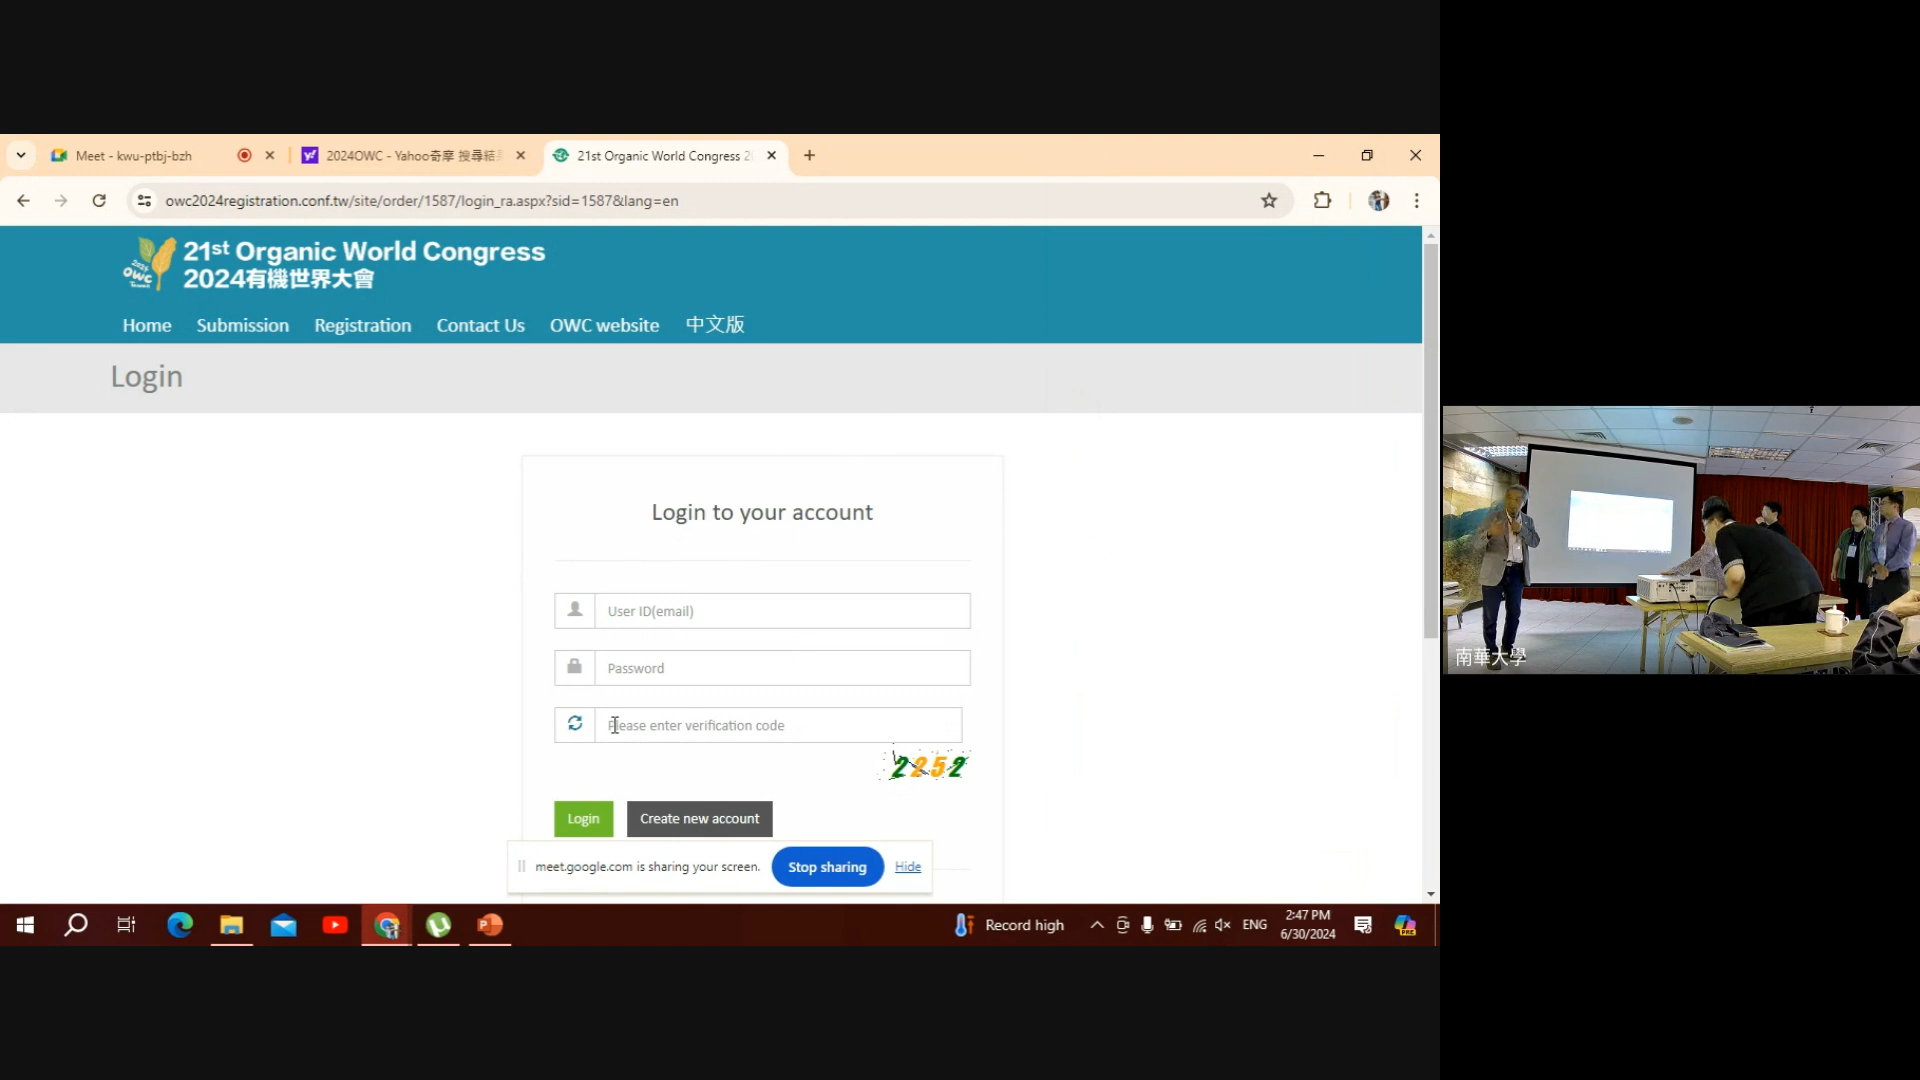 Meet - kwu-ptbj-bzh
2024OWC - Yahoo奇摩 搜尋結
21st Organic World Congress 2
owc2024registration.conf.tw/site/order/1587/login_ra.aspx?sid=1587&lang=en
2024
OWC
21st Organic World Congress
2024有機世界大會
Home Submission Registration Contact Us OWC website 中文版
Login
Login to your account
User ID(email)
Password
Please enter verification code
2252
Login Create new account
meet.google.com is sharing your screen. Stop sharing Hide
南華大學
Record high ENG 2:47 PM
6/30/2024
PRE